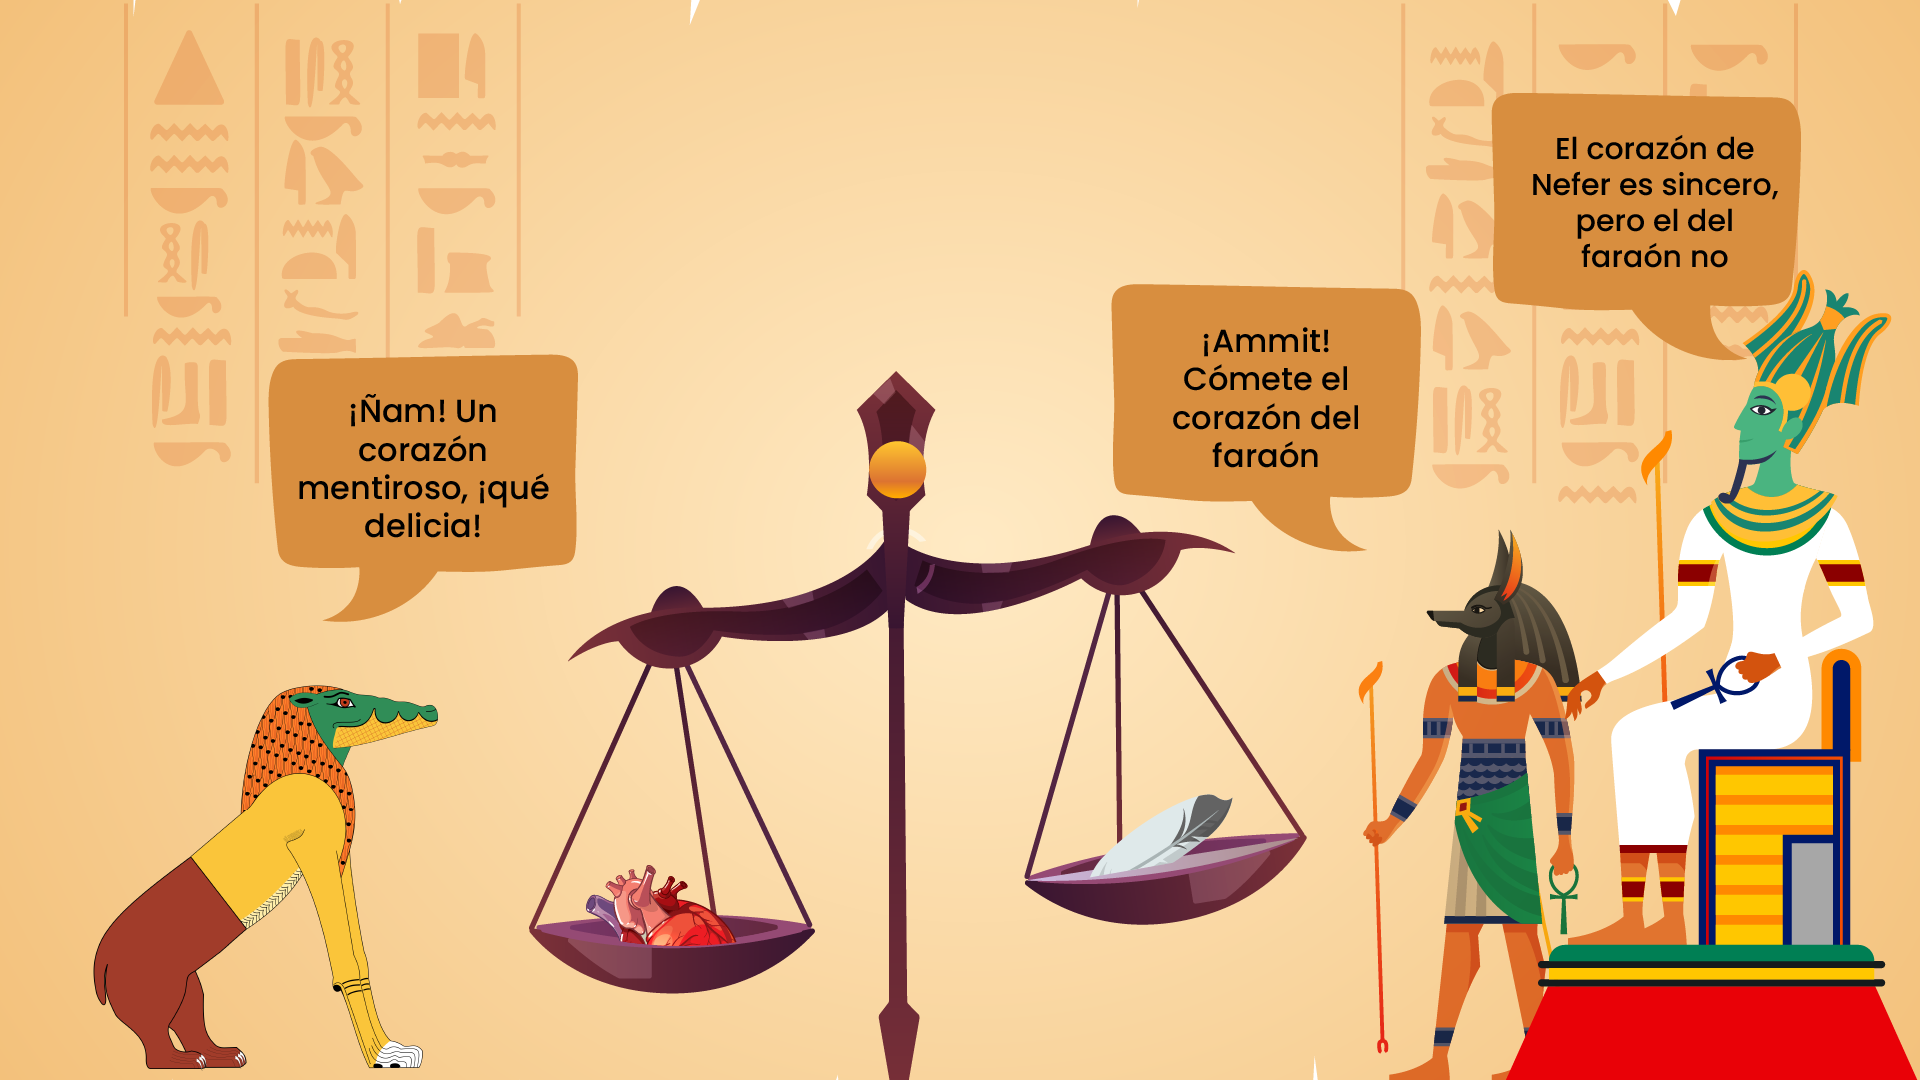 El corazón de
Nefer es sincero,
pero el del
faraón no
¡Ammit!
Cómete el
corazón del
faraón
¡Ñam! Un
corazón
mentiroso, ¡qué
delicia!